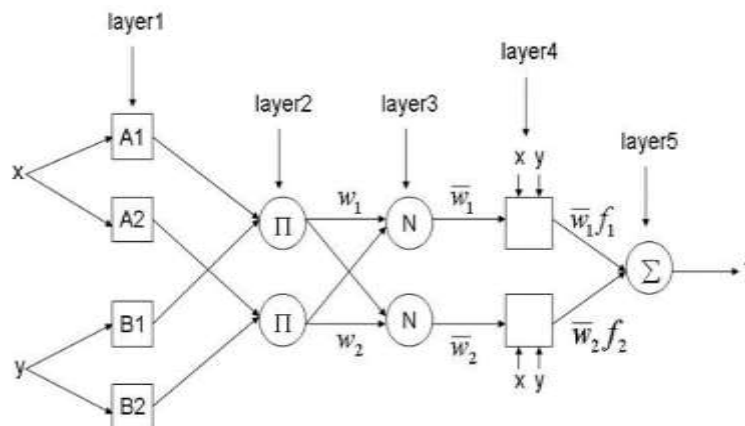 layer1
layer2
layer3
layer4
layer5
x
y
A1
A2
B1
B2
Π
Π
w₁
w₂
N
N
w̅₁
w̅₂
x y
x y
w̅₁f₁
w̅₂f₂
Σ